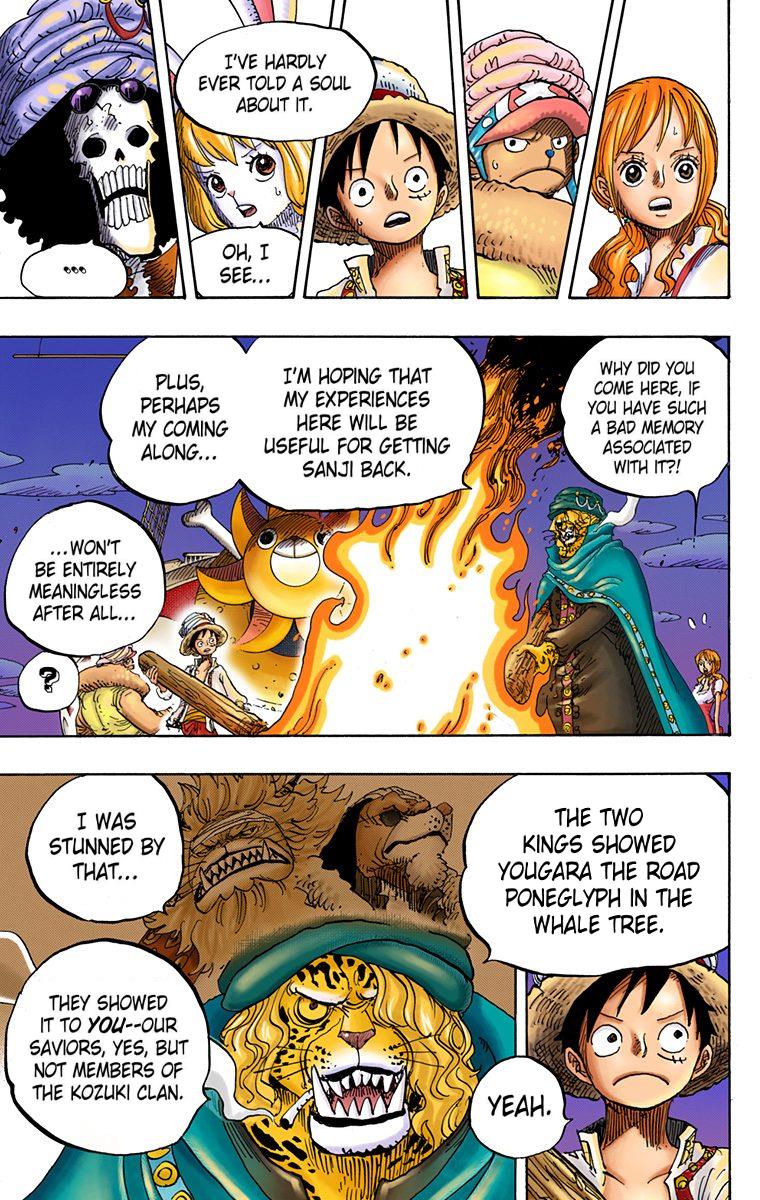 I'VE HARDLY
EVER TOLD A SOUL
ABOUT IT.
OH, I
SEE...
...
WHY DID YOU
COME HERE, IF
YOU HAVE SUCH
A BAD MEMORY
ASSOCIATED
WITH IT?!
I'M HOPING THAT
MY EXPERIENCES
HERE WILL BE
USEFUL FOR GETTING
SANJI BACK.
PLUS,
PERHAPS
MY COMING
ALONG...
...WON'T
BE ENTIRELY
MEANINGLESS
AFTER ALL...
?
THE TWO
KINGS SHOWED
YOUGARA THE ROAD
PONEGLYPH IN THE
WHALE TREE.
YEAH.
I WAS
STUNNED BY
THAT...
THEY SHOWED
IT TO YOU--OUR
SAVIORS, YES, BUT
NOT MEMBERS OF
THE KOZUKI CLAN.